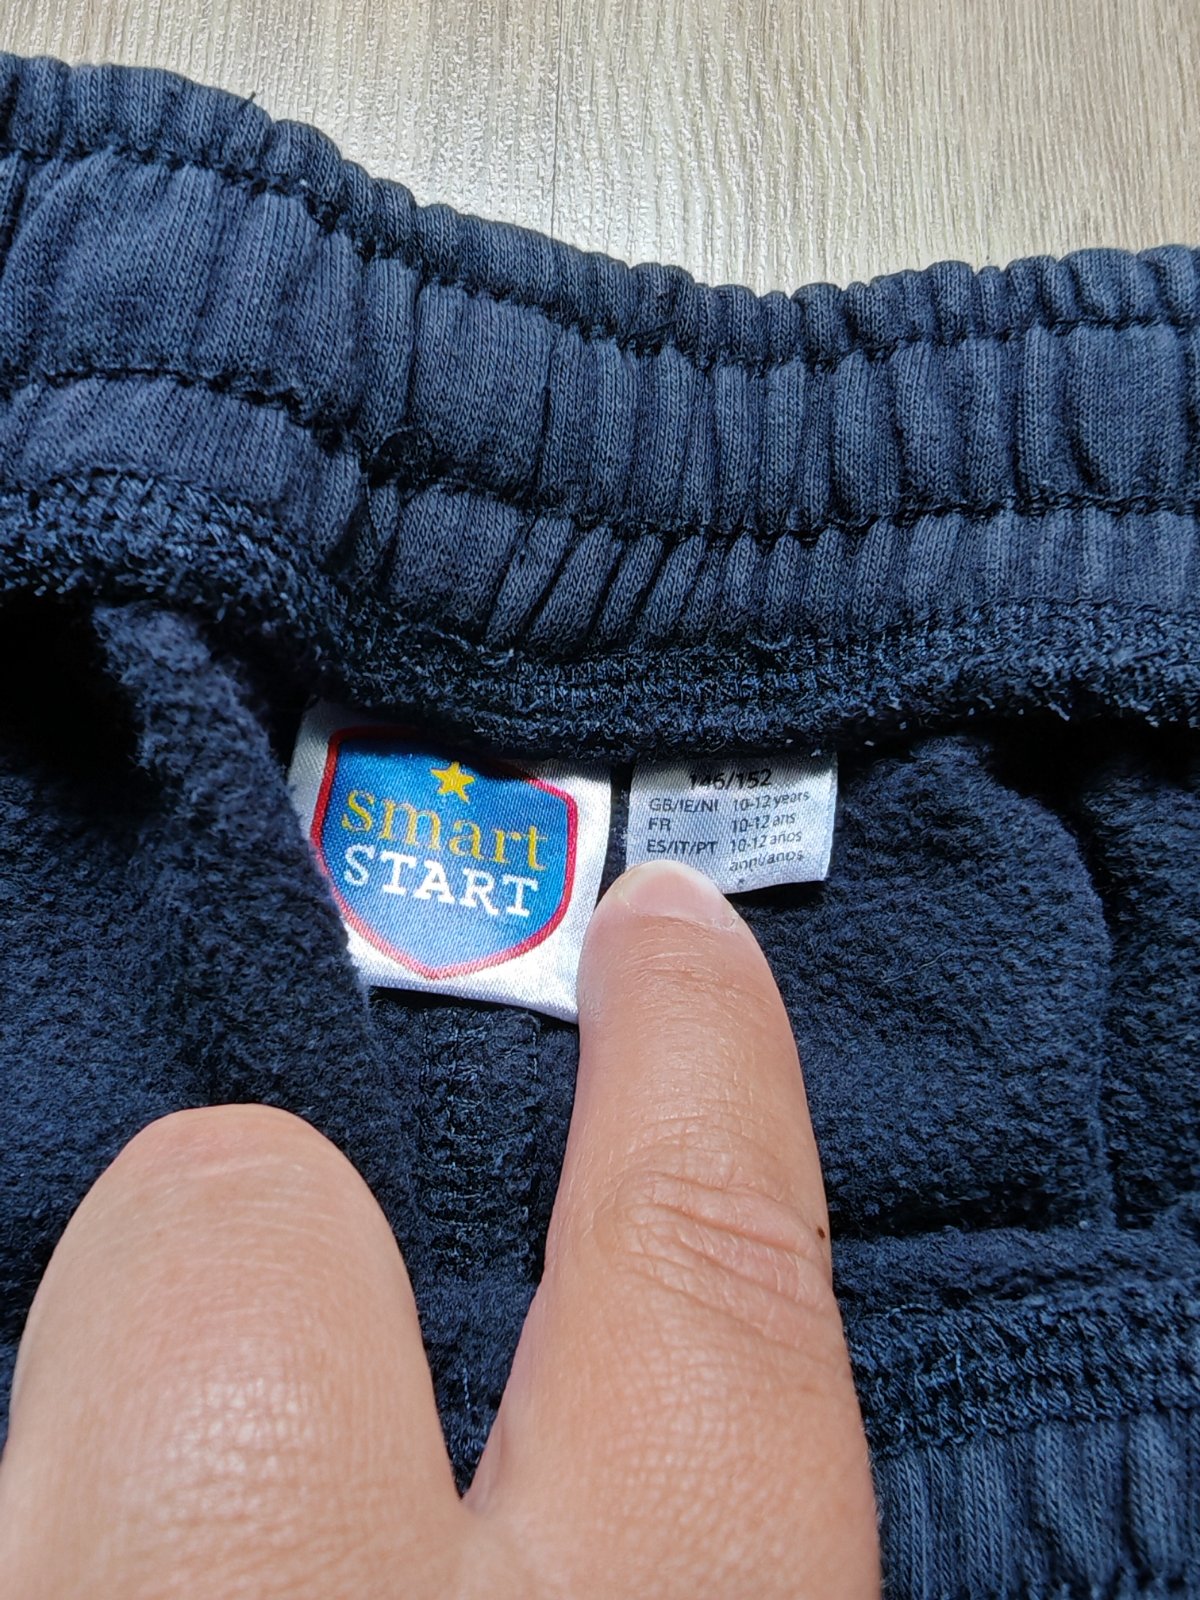 smart
START
146/152
GB/IE/NI 10-12 years
FR 10-12 ans
ES/IT/PT 10-12 años
anni/anos